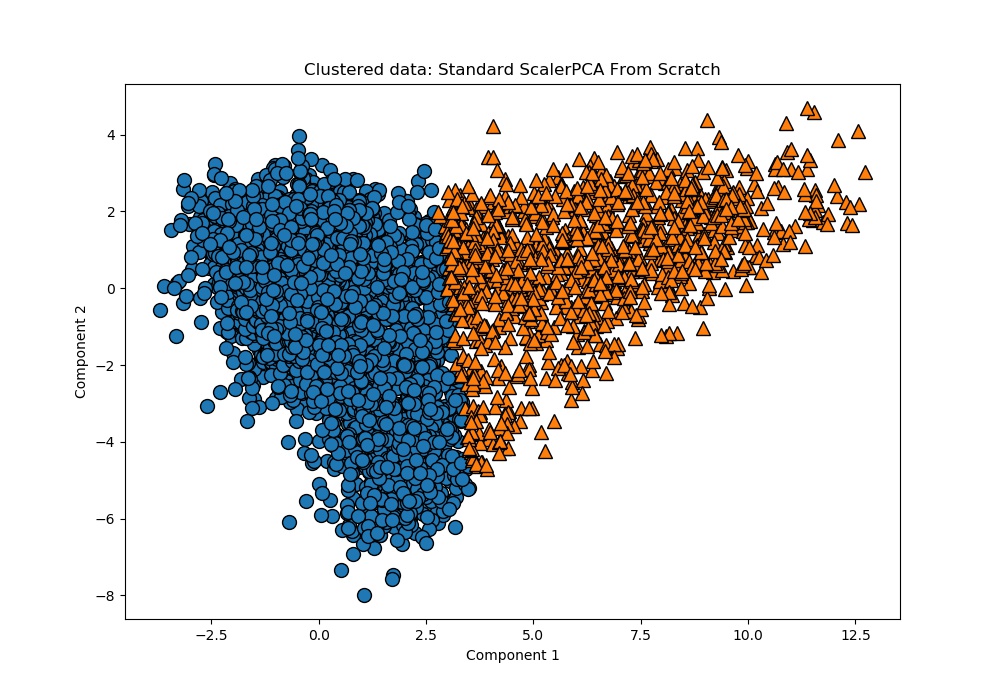 Clustered data: Standard ScalerPCA From Scratch
4
2
0
−2
−4
−6
−8
Component 2
−2.5 0.0 2.5 5.0 7.5 10.0 12.5
Component 1